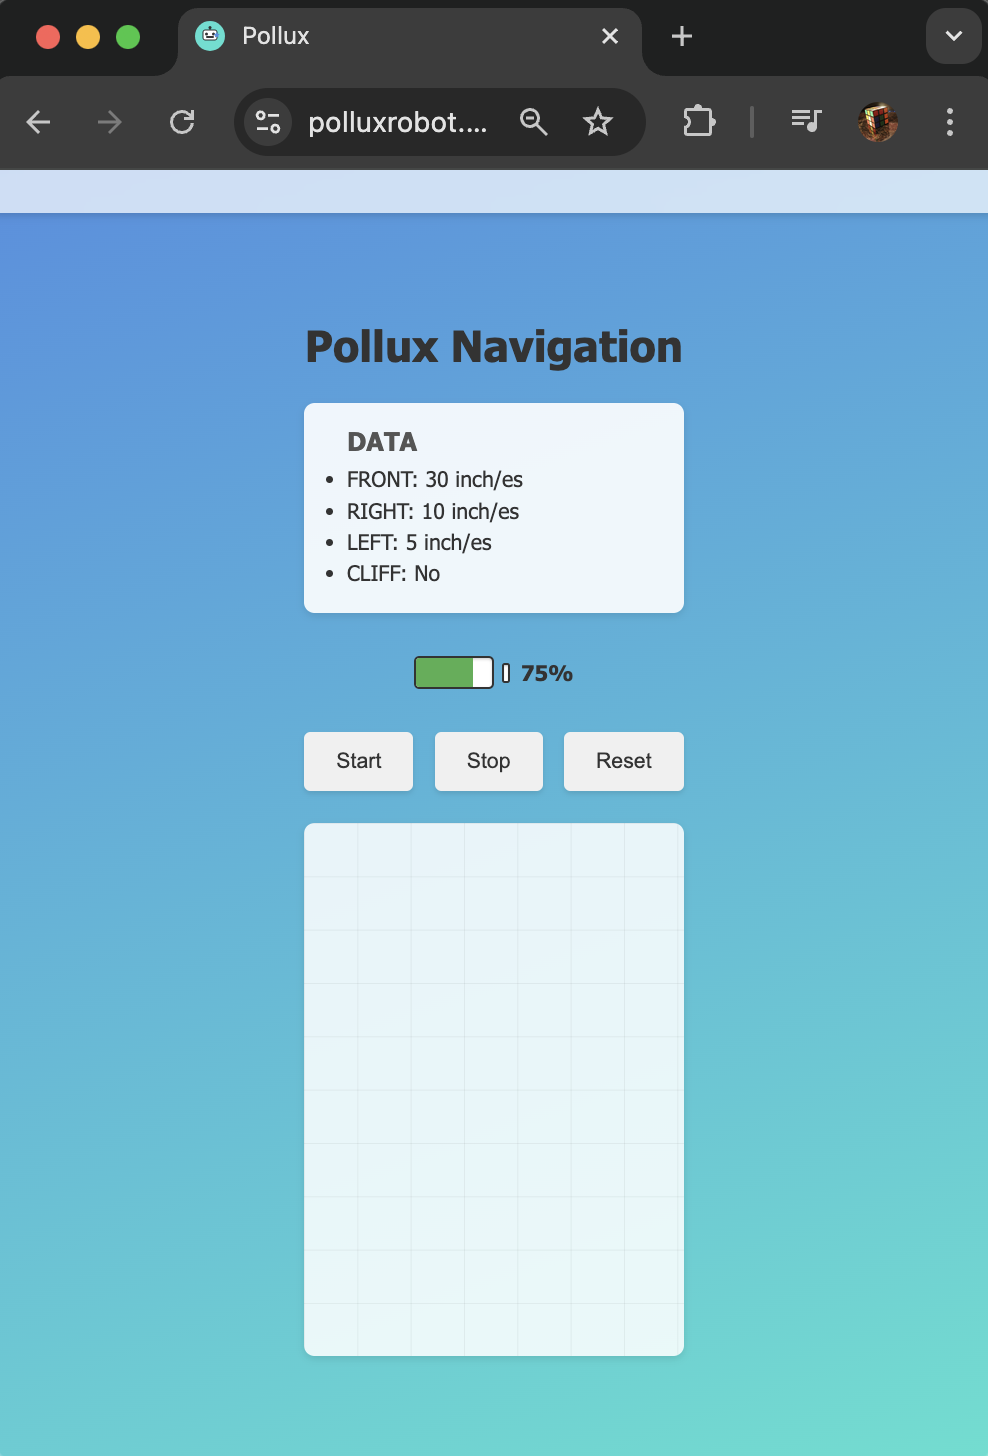 Pollux
polluxrobot....
Pollux Navigation
DATA
• FRONT: 30 inch/es
• RIGHT: 10 inch/es
• LEFT: 5 inch/es
• CLIFF: No
75%
Start Stop Reset